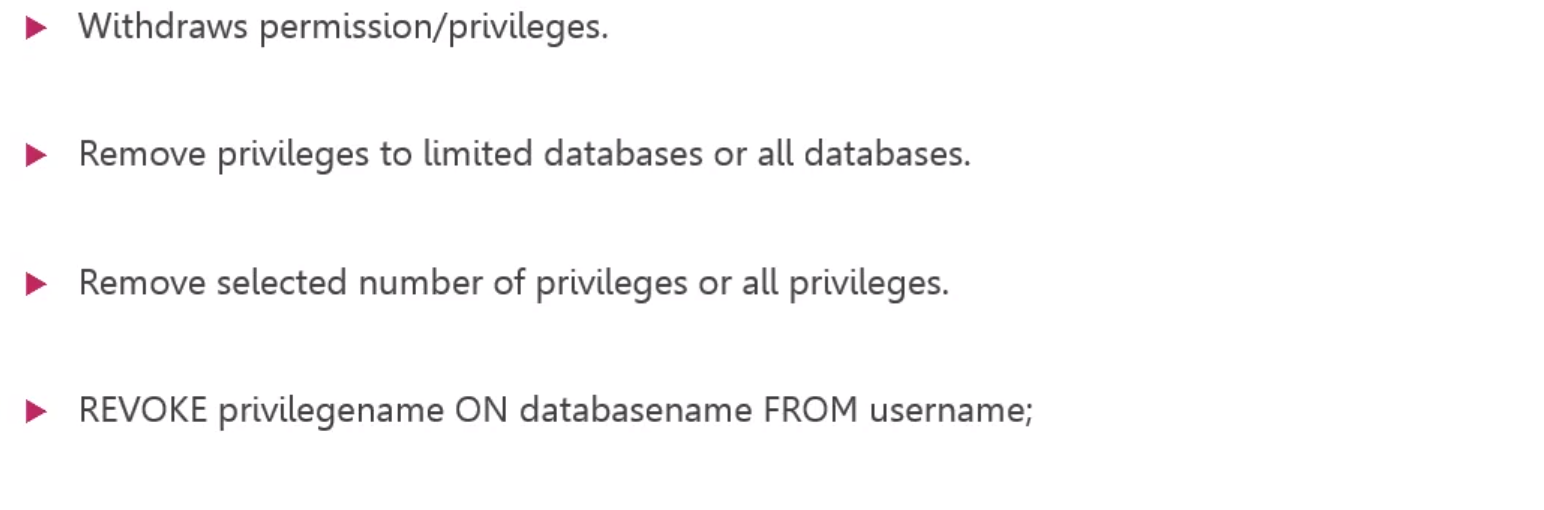 Withdraws permission/privileges.
Remove privileges to limited databases or all databases.
Remove selected number of privileges or all privileges.
REVOKE privilegename ON databasename FROM username;